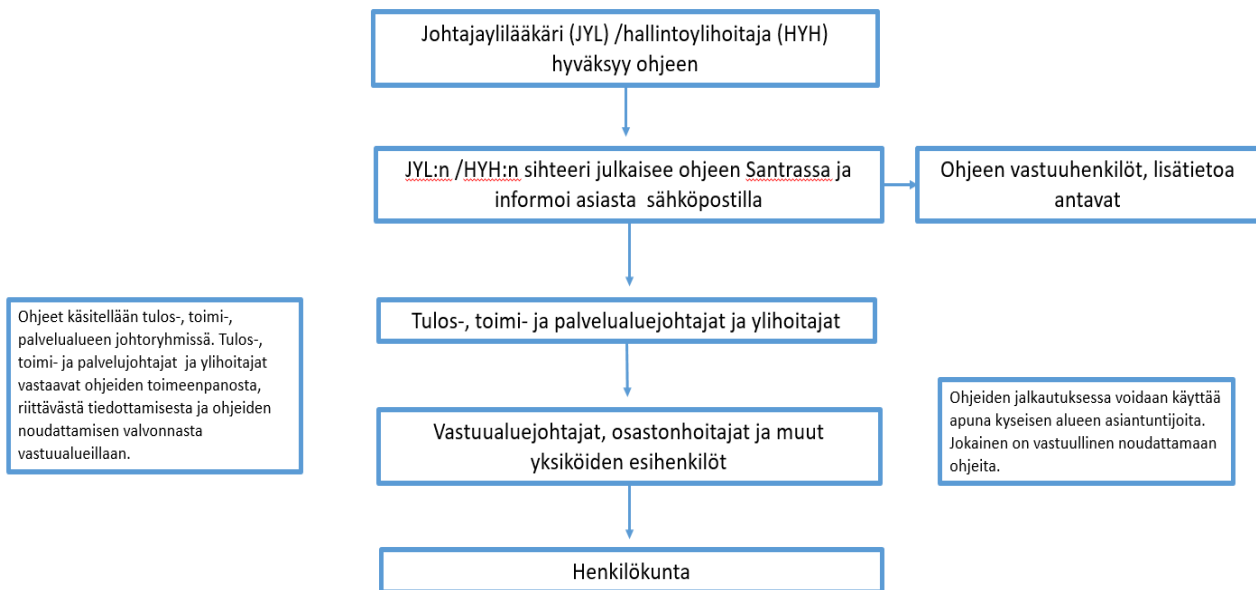 Johtajaylilääkäri (JYL) /hallintoylihoitaja (HYH)
hyväksyy ohjeen
JYL:n /HYH:n sihteeri julkaisee ohjeen Santrassa ja
informoi asiasta sähköpostilla
Ohjeen vastuuhenkilöt, lisätietoa
antavat
Tulos-, toimi- ja palvelualuejohtajat ja ylihoitajat
Ohjeet käsitellään tulos-, toimi-,
palvelualueen johtoryhmissä. Tulos-,
toimi- ja palvelujohtajat ja ylihoitajat
vastaavat ohjeiden toimeenpanosta,
riittävästä tiedottamisesta ja ohjeiden
noudattamisen valvonnasta
vastuualueillaan.
Ohjeiden jalkautuksessa voidaan käyttää
apuna kyseisen alueen asiantuntijoita.
Jokainen on vastuullinen noudattamaan
ohjeita.
Vastuualuejohtajat, osastonhoitajat ja muut
yksiköiden esihenkilöt
Henkilökunta